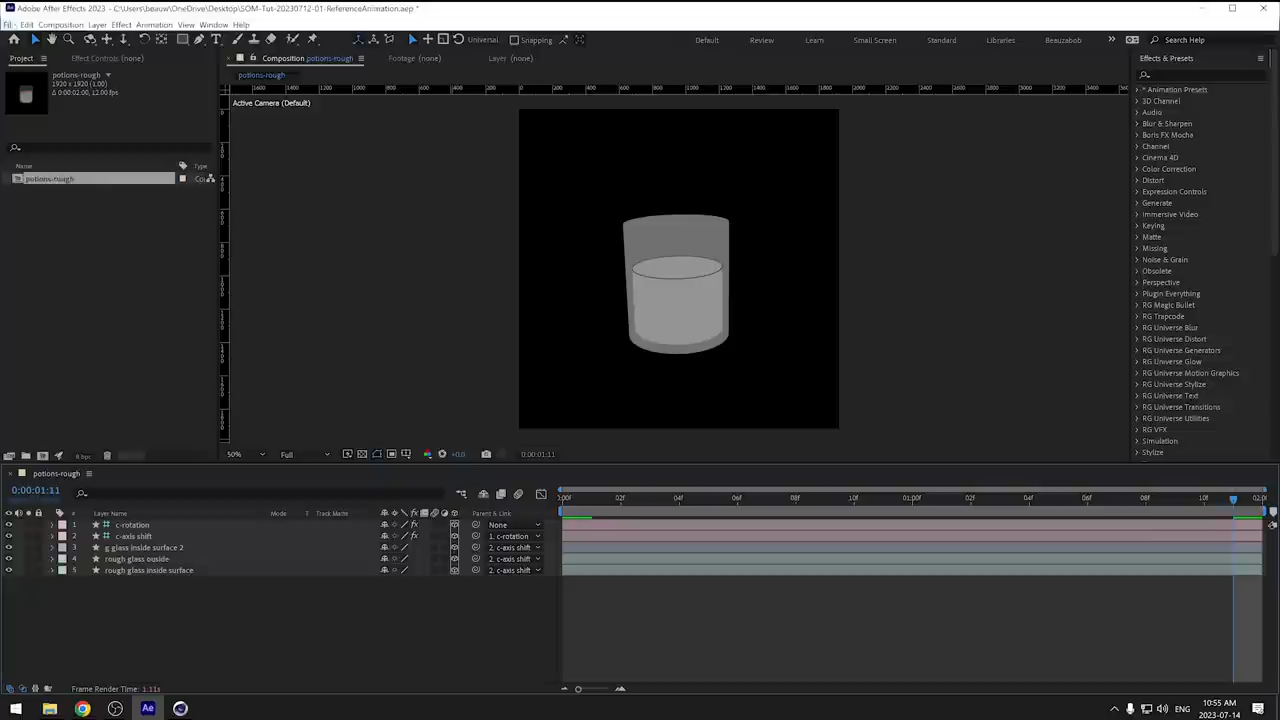 Adobe After Effects 2023 - C:\Users\beauw\OneDrive\Desktop\SOM-Tut-20230712-01-ReferenceAnimation.aep *
File Edit Composition Layer Effect Animation View Window Help
Universal Snapping Default Review Learn Small Screen Standard Libraries Beauzabob Search Help
Project Effect Controls (none) Composition potions-rough Footage (none) Layer (none) Effects & Presets
potions-rough
1920 x 1920 (1.00)
Δ 0:00:02:00, 12.00 fps
potions-rough
Active Camera (Default)
Name Type
potions-rough
* Animation Presets
3D Channel
Audio
Blur & Sharpen
Boris FX Mocha
Channel
Cinema 4D
Color Correction
Distort
Expression Controls
Generate
Immersive Video
Keying
Matte
Missing
Noise & Grain
Obsolete
Perspective
Plugin Everything
RG Magic Bullet
RG Trapcode
RG Universe Blur
RG Universe Distort
RG Universe Generators
RG Universe Glow
RG Universe Motion Graphics
RG Universe Stylize
RG Universe Text
RG Universe Transitions
RG Universe Utilities
RG VFX
Simulation
Stylize
8 bpc 50% Full +0.0 0:00:01:11
potions-rough
0:00:01:11
:00F 02f 04f 06f 08f 10f 01:00f 02f 04f 06f 08f 10f 02:0
# Layer Name Mode T Track Matte Parent & Link
1 c-rotation None
2 c-axis shift 1. c-rotation
3 g glass inside surface 2 2. c-axis shift
4 rough glass ouside 2. c-axis shift
5 rough glass inside surface 2. c-axis shift
Frame Render Time: 1.11s
ENG
10:55 AM
2023-07-14